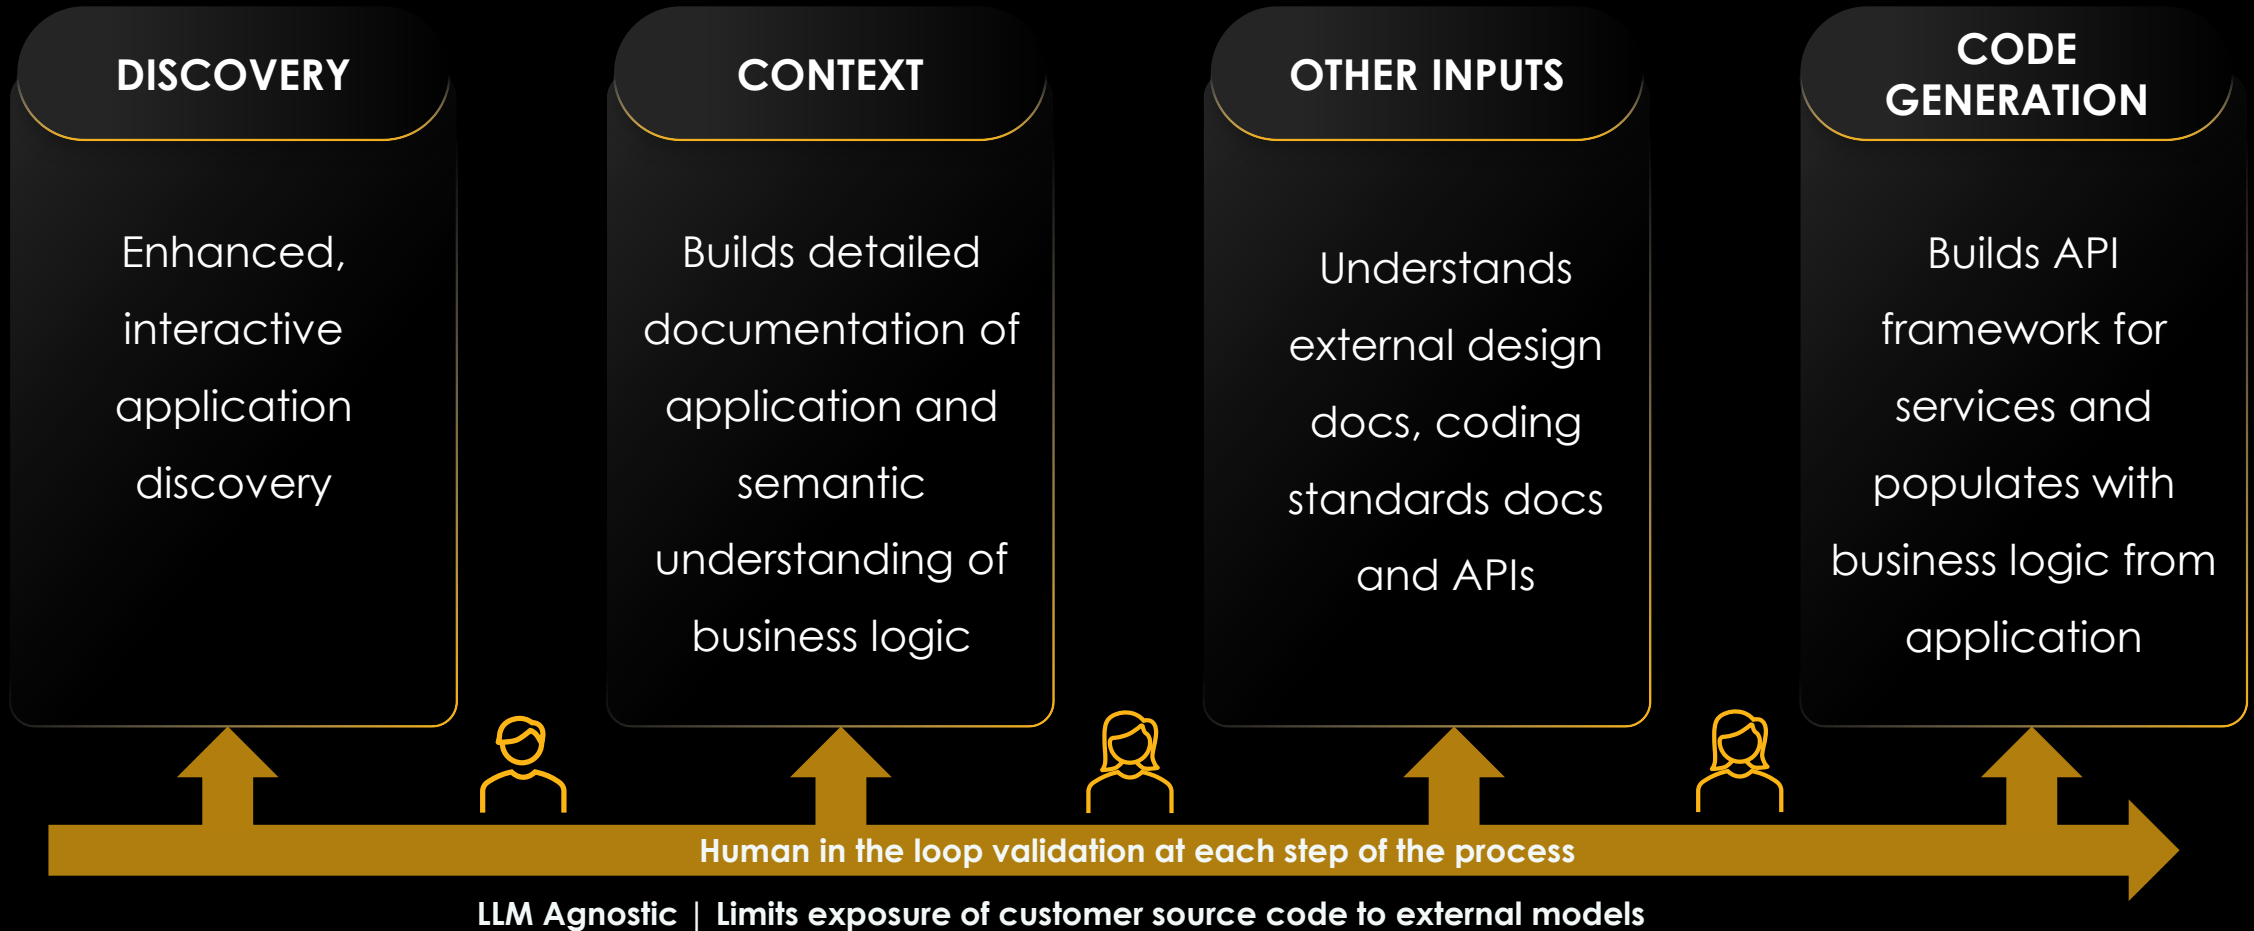 DISCOVERY
Enhanced,
interactive
application
discovery
CONTEXT
Builds detailed
documentation of
application and
semantic
understanding of
business logic
OTHER INPUTS
Understands
external design
docs, coding
standards docs
and APIs
CODE
GENERATION
Builds API
framework for
services and
populates with
business logic from
application
Human in the loop validation at each step of the process
LLM Agnostic | Limits exposure of customer source code to external models